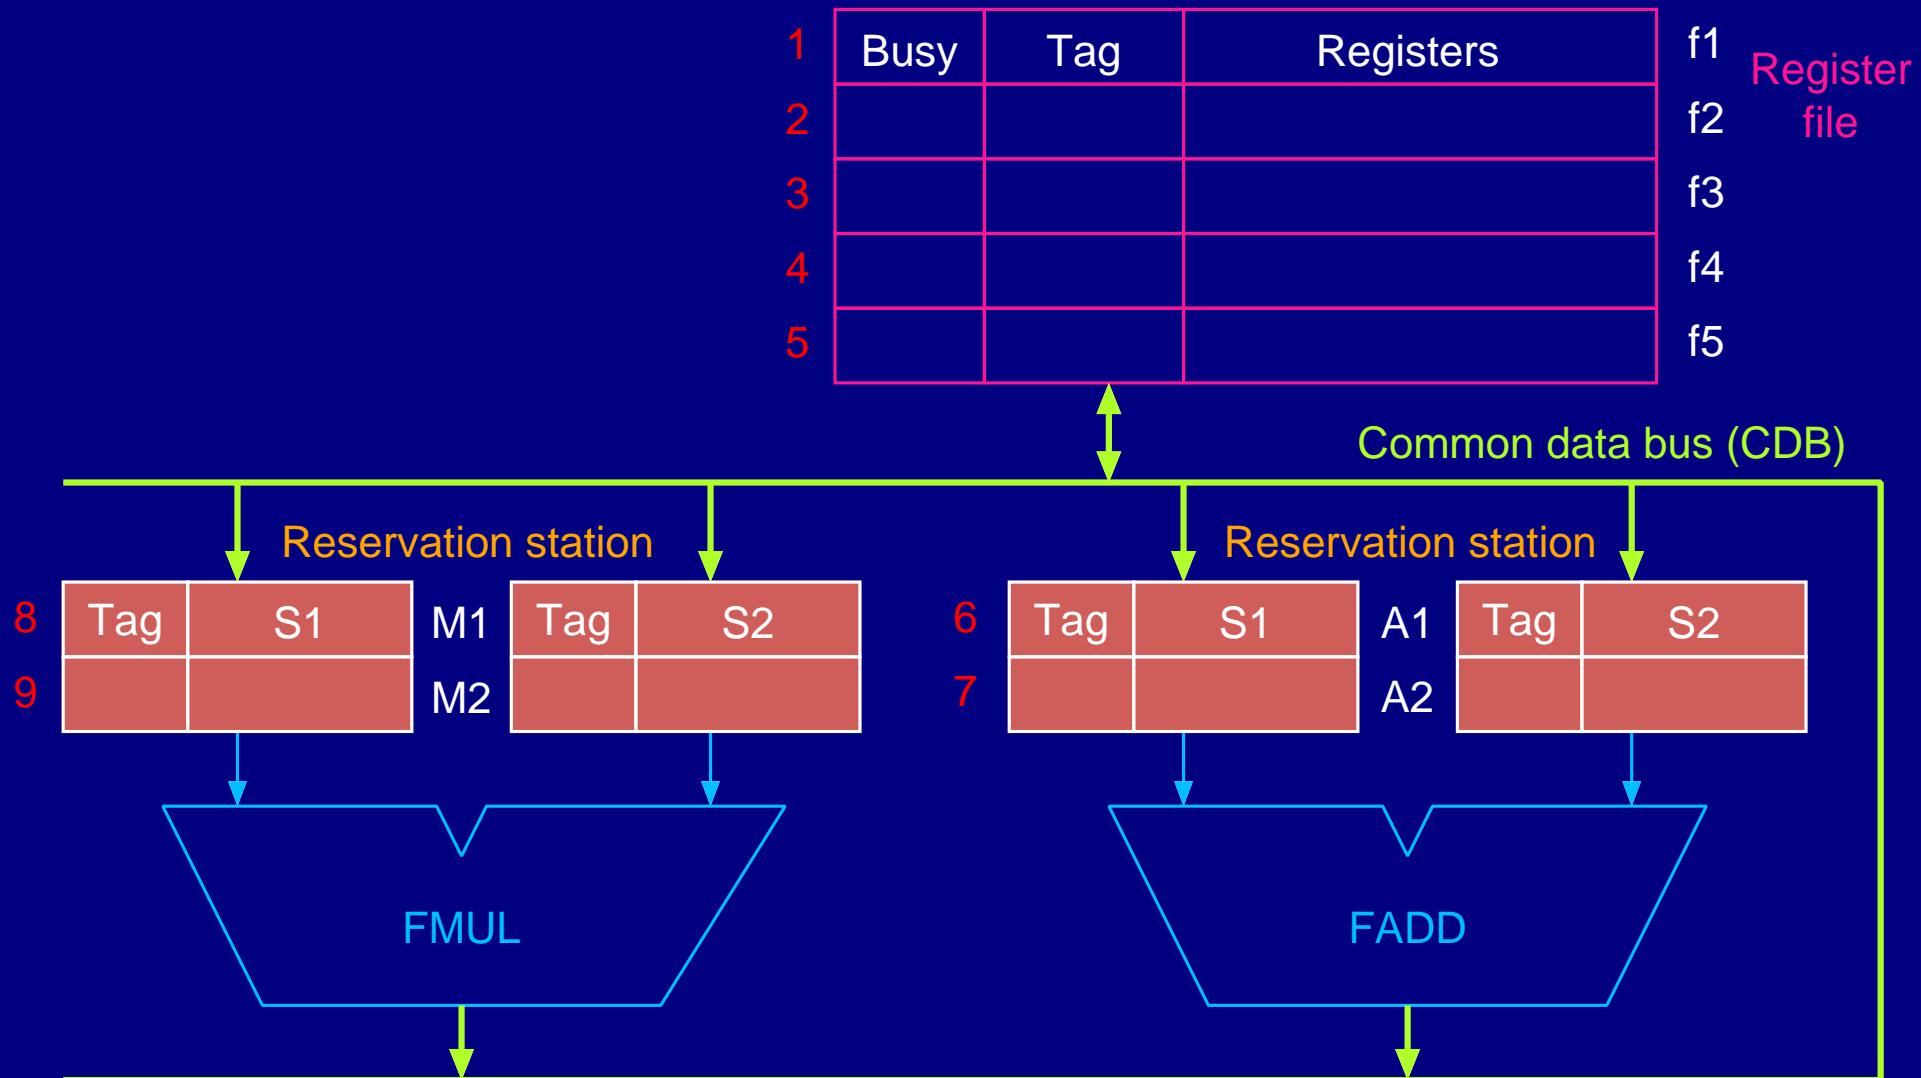 1 Busy Tag Registers f1
Register
file
2 f2
3 f3
4 f4
5 f5
Common data bus (CDB)
Reservation station Reservation station
8 Tag S1 M1 Tag S2 6 Tag S1 A1 Tag S2
9 M2 7 A2
FMUL FADD